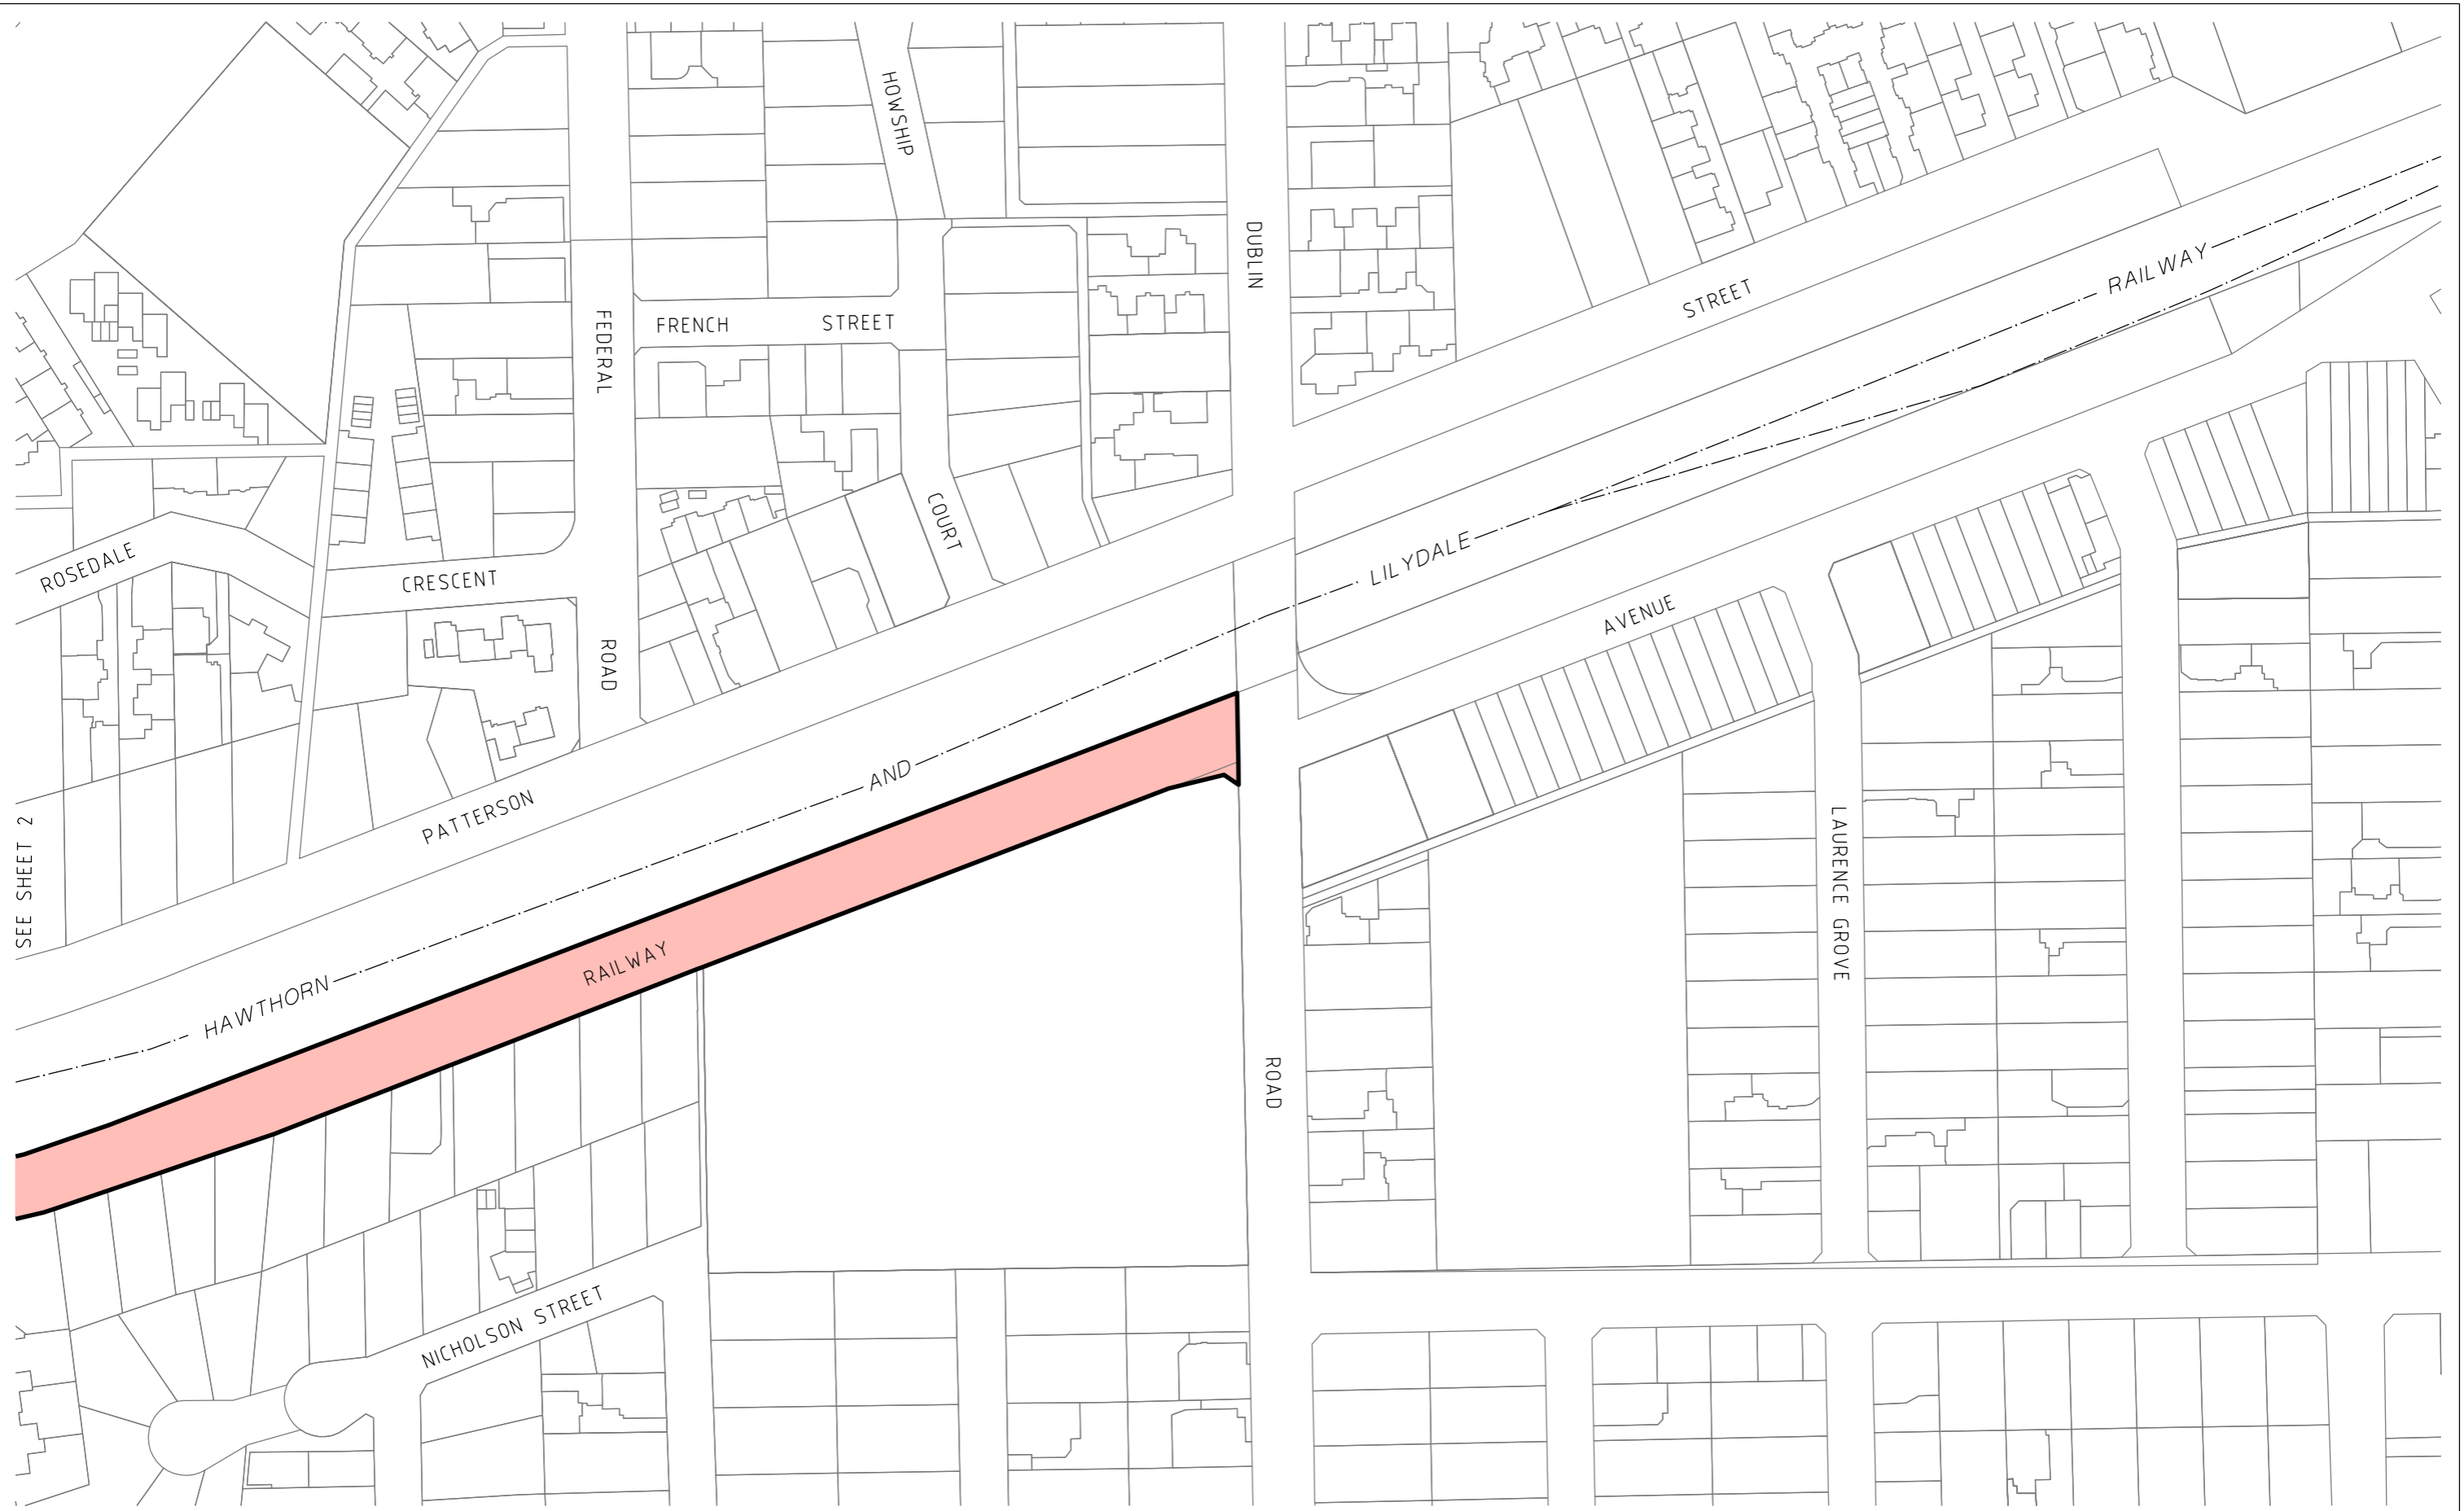 HOWSHIP
DUBLIN
STREET
RAILWAY
FEDERAL
FRENCH STREET
COURT
ROSEDALE
CRESCENT
LILYDALE
AVENUE
ROAD
PATTERSON
AND
SEE SHEET 2
LAURENCE GROVE
HAWTHORN
RAILWAY
ROAD
NICHOLSON STREET